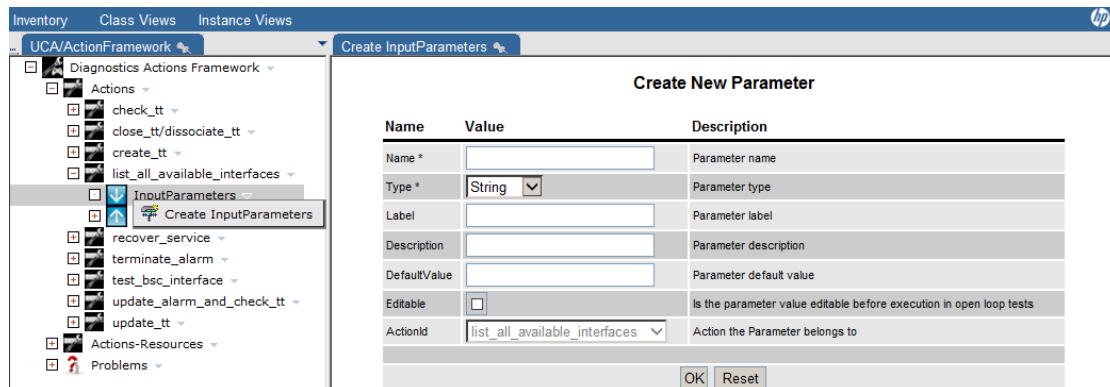 Inventory Class Views Instance Views hp
... UCA/ActionFramework Create InputParameters
Diagnostics Actions Framework
Actions
check_tt
close_tt/dissociate_tt
create_tt
list_all_available_interfaces
InputParameters
Create InputParameters
recover_service
terminate_alarm
test_bsc_interface
update_alarm_and_check_tt
update_tt
Actions-Resources
Problems
Create New Parameter
Name Value Description
Name * Parameter name
Type * String Parameter type
Label Parameter label
Description Parameter description
DefaultValue Parameter default value
Editable Is the parameter value editable before execution in open loop tests
ActionId list_all_available_interfaces Action the Parameter belongs to
OK Reset